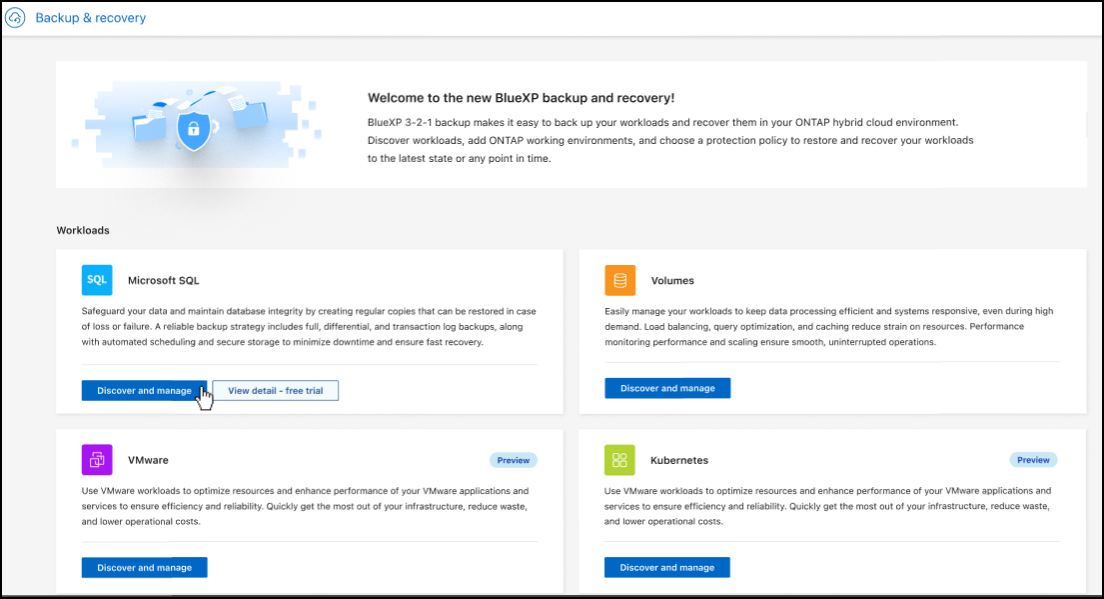 Backup & recovery
Welcome to the new BlueXP backup and recovery!
BlueXP 3-2-1 backup makes it easy to back up your workloads and recover them in your ONTAP hybrid cloud environment.
Discover workloads, add ONTAP working environments, and choose a protection policy to restore and recover your workloads
to the latest state or any point in time.
Workloads
SQL
Microsoft SQL
Safeguard your data and maintain database integrity by creating regular copies that can be restored in case
of loss or failure. A reliable backup strategy includes full, differential, and transaction log backups, along
with automated scheduling and secure storage to minimize downtime and ensure fast recovery.
Discover and manage
View detail - free trial
Volumes
Easily manage your workloads to keep data processing efficient and systems responsive, even during high
demand. Load balancing, query optimization, and caching reduce strain on resources. Performance
monitoring performance and scaling ensure smooth, uninterrupted operations.
Discover and manage
VMware
Preview
Use VMware workloads to optimize resources and enhance performance of your VMware applications and
services to ensure efficiency and reliability. Quickly get the most out of your infrastructure, reduce waste,
and lower operational costs.
Discover and manage
Kubernetes
Preview
Use VMware workloads to optimize resources and enhance performance of your VMware applications and
services to ensure efficiency and reliability. Quickly get the most out of your infrastructure, reduce waste,
and lower operational costs.
Discover and manage